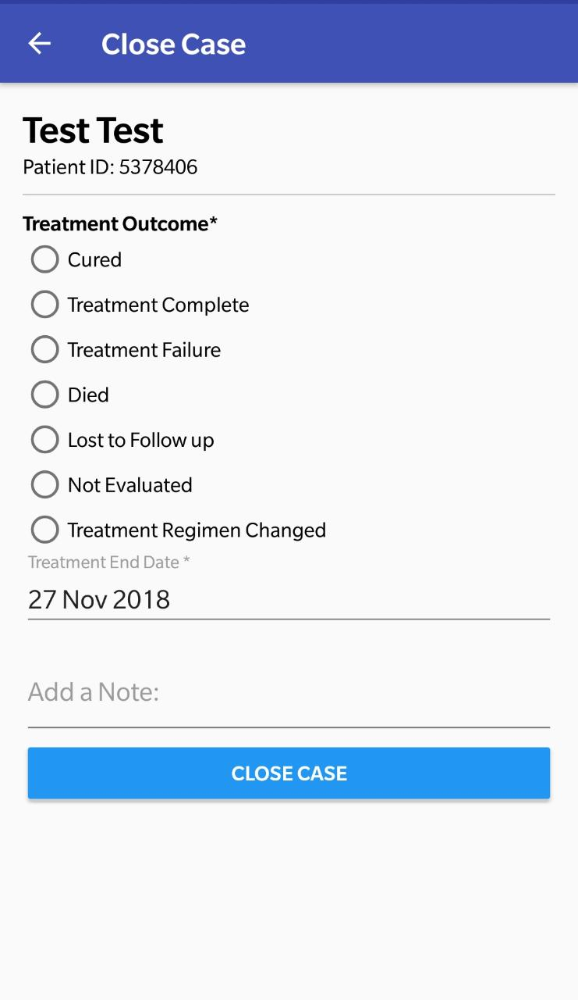 Close Case
Test Test
Patient ID: 5378406
Treatment Outcome*
Cured
Treatment Complete
Treatment Failure
Died
Lost to Follow up
Not Evaluated
Treatment Regimen Changed
Treatment End Date *
27 Nov 2018
Add a Note:
CLOSE CASE